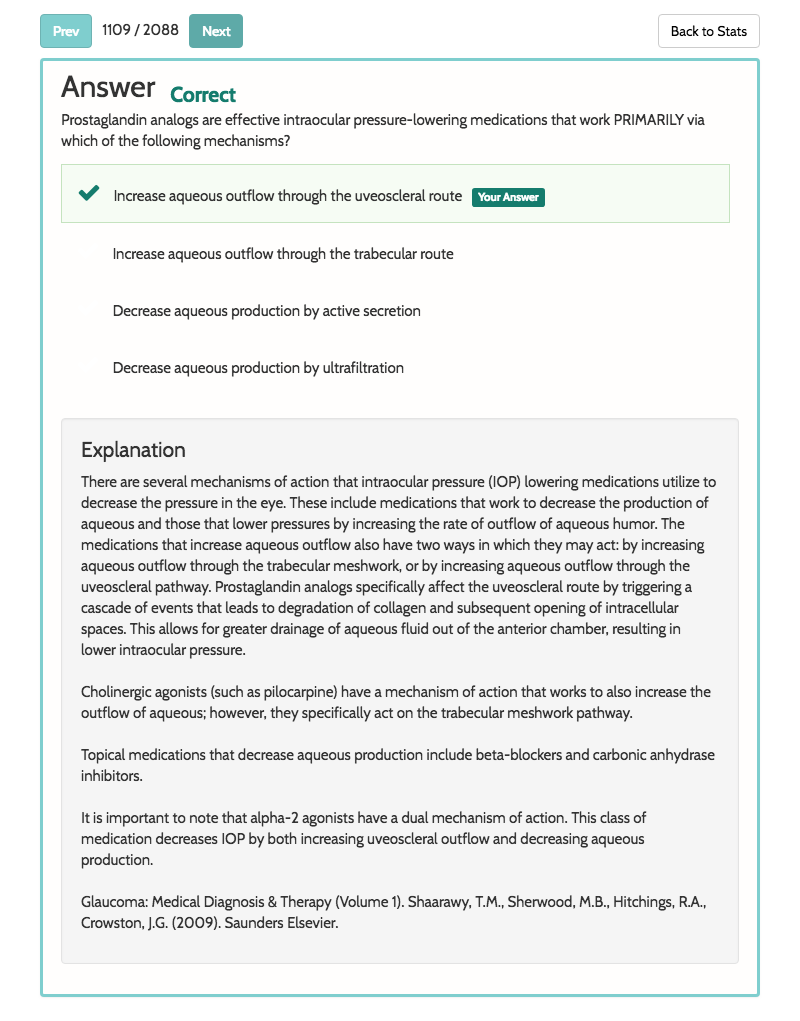 Prev 1109 / 2088 Next Back to Stats
Answer Correct
Prostaglandin analogs are effective intraocular pressure-lowering medications that work PRIMARILY via
which of the following mechanisms?
Increase aqueous outflow through the uveoscleral route Your Answer
Increase aqueous outflow through the trabecular route
Decrease aqueous production by active secretion
Decrease aqueous production by ultrafiltration
Explanation
There are several mechanisms of action that intraocular pressure (IOP) lowering medications utilize to
decrease the pressure in the eye. These include medications that work to decrease the production of
aqueous and those that lower pressures by increasing the rate of outflow of aqueous humor. The
medications that increase aqueous outflow also have two ways in which they may act: by increasing
aqueous outflow through the trabecular meshwork, or by increasing aqueous outflow through the
uveoscleral pathway. Prostaglandin analogs specifically affect the uveoscleral route by triggering a
cascade of events that leads to degradation of collagen and subsequent opening of intracellular
spaces. This allows for greater drainage of aqueous fluid out of the anterior chamber, resulting in
lower intraocular pressure.
Cholinergic agonists (such as pilocarpine) have a mechanism of action that works to also increase the
outflow of aqueous; however, they specifically act on the trabecular meshwork pathway.
Topical medications that decrease aqueous production include beta-blockers and carbonic anhydrase
inhibitors.
It is important to note that alpha-2 agonists have a dual mechanism of action. This class of
medication decreases IOP by both increasing uveoscleral outflow and decreasing aqueous
production.
Glaucoma: Medical Diagnosis & Therapy (Volume 1). Shaarawy, T.M., Sherwood, M.B., Hitchings, R.A.,
Crowston, J.G. (2009). Saunders Elsevier.